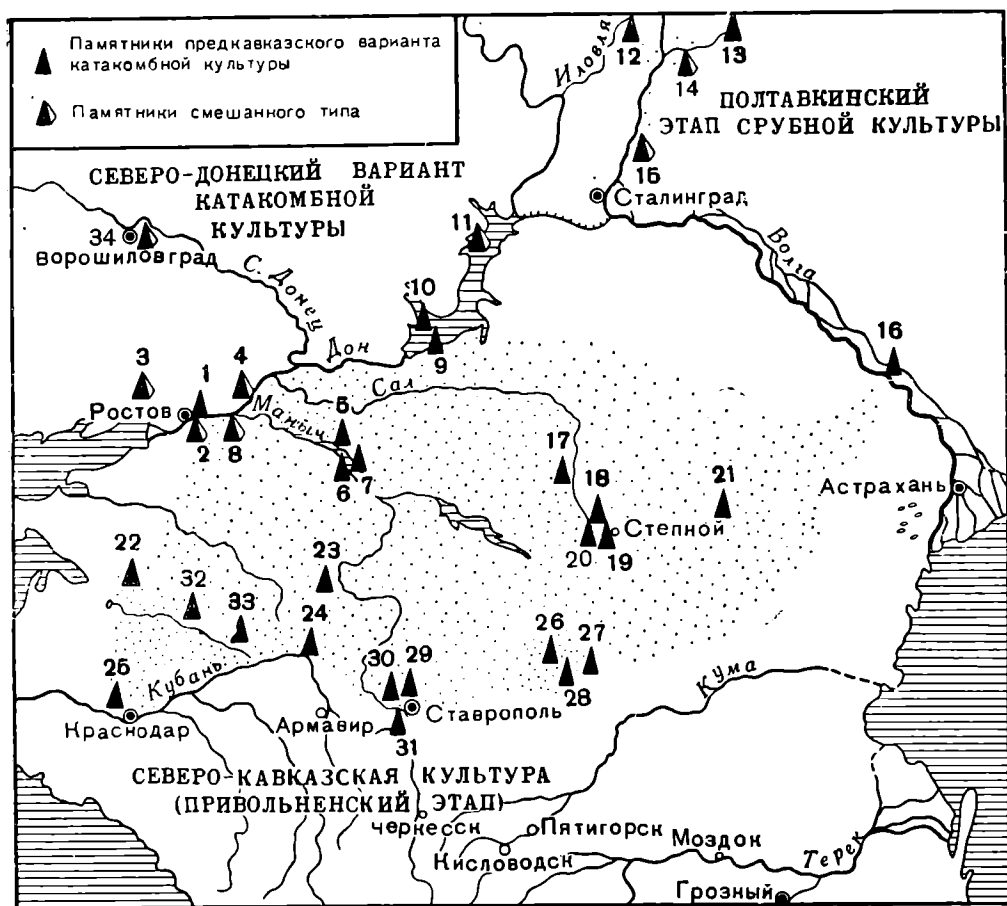 Памятники предкавказского варианта
катакомбной культуры
Памятники смешанного типа
Иловля
12
13
14
ПОЛТАВКИНСКИЙ
ЭТАП СРУБНОЙ КУЛЬТУРЫ
15
СЕВЕРО-ДОНЕЦКИЙ ВАРИАНТ
КАТАКОМБНОЙ
КУЛЬТУРЫ
Сталинград
34
Ворошиловград
11
Волга
С. Донец
10
9
Дон
16
3
1
4
Сал
Ростов
Маныч
5
2
8
6
7
17
18
21
Астрахань
Степной
20
19
22
23
32
33
24
26
27
28
25
Кубань
30
29
Кума
Краснодар
Армавир
Ставрополь
31
СЕВЕРО-КАВКАЗСКАЯ КУЛЬТУРА
(ПРИВОЛЬНЕНСКИЙ ЭТАП)
Черкесск
Пятигорск
Кисловодск
Моздок
Терек
Грозный